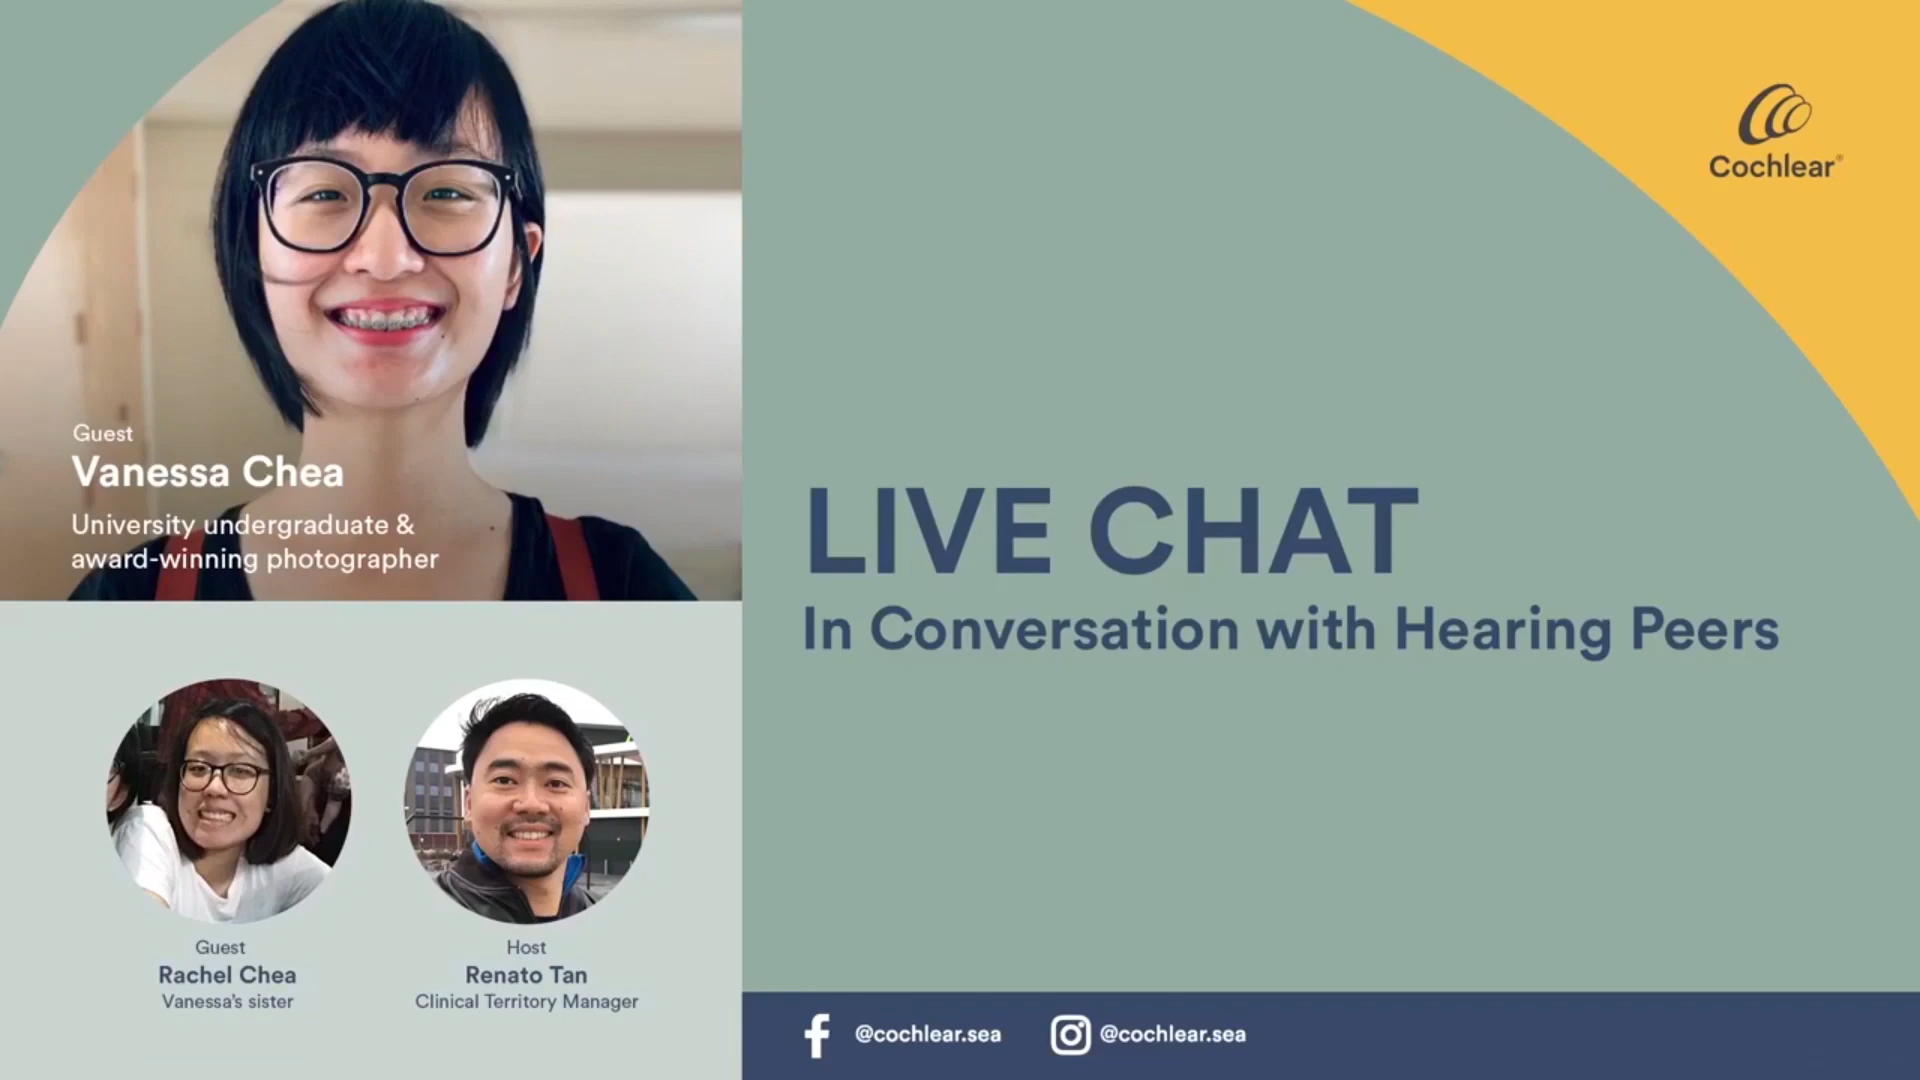 Guest
Vanessa Chea
University undergraduate &
award-winning photographer
Guest
Rachel Chea
Vanessa's sister
Host
Renato Tan
Clinical Territory Manager
Cochlear®
LIVE CHAT
In Conversation with Hearing Peers
@cochlear.sea
@cochlear.sea